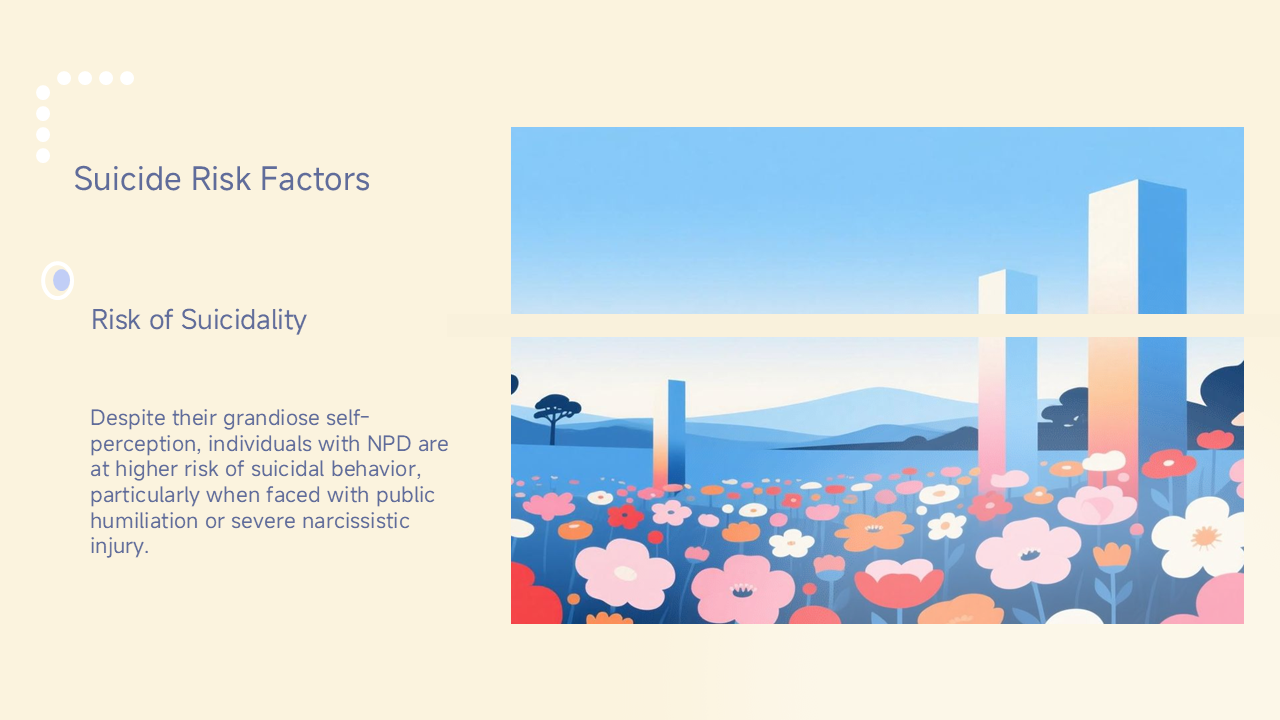 Suicide Risk Factors
Risk of Suicidality
Despite their grandiose self-
perception, individuals with NPD are
at higher risk of suicidal behavior,
particularly when faced with public
humiliation or severe narcissistic
injury.